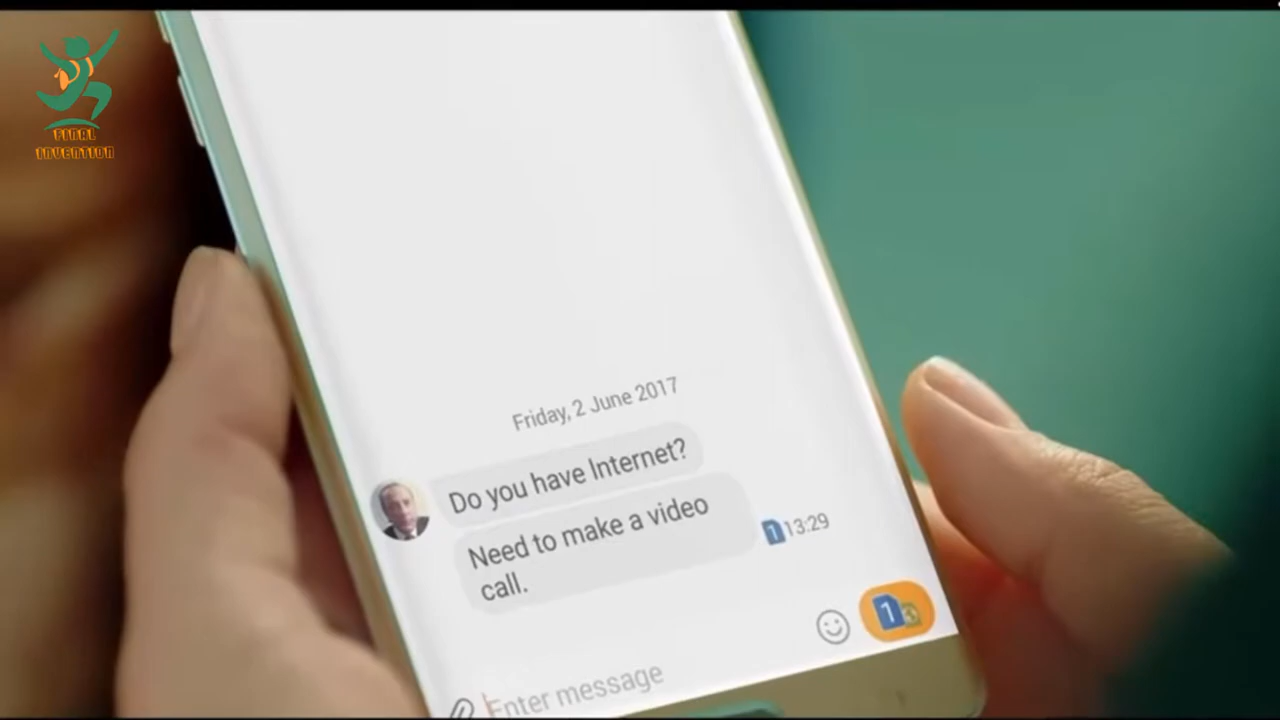 FINAL
INVENTION
Friday, 2 June 2017
Do you have Internet?
Need to make a video
call.
1 13:29
1
Enter message